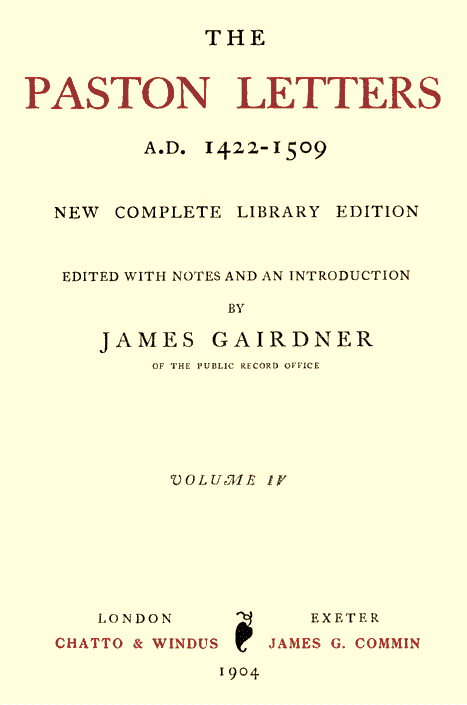 THE
PASTON LETTERS
A.D. 1422-1509
NEW COMPLETE LIBRARY EDITION
EDITED WITH NOTES AND AN INTRODUCTION
BY
JAMES GAIRDNER
OF THE PUBLIC RECORD OFFICE
VOLUME IV
LONDON EXETER
CHATTO & WINDUS JAMES G. COMMIN
1904